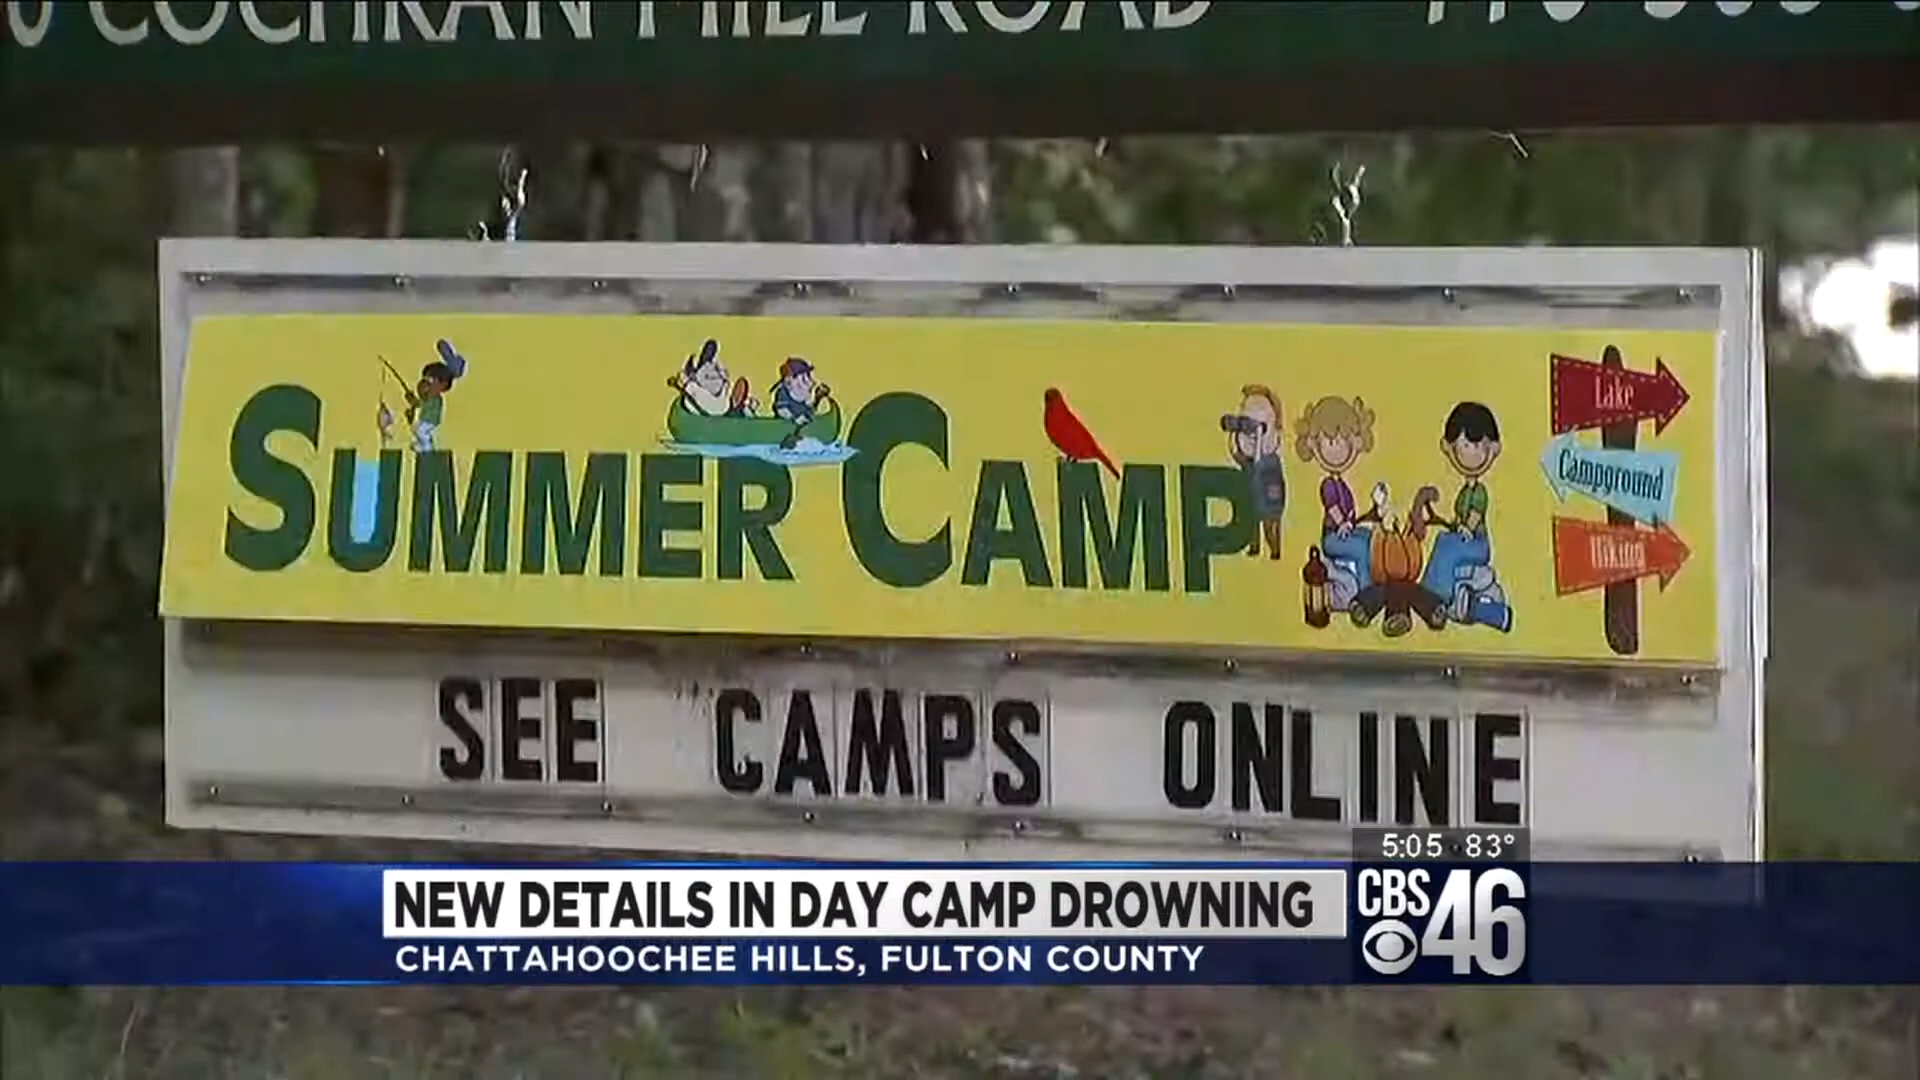 COCHRAN MILL ROAD
SUMMER CAMP
Lake
Campground
Hiking
SEE CAMPS ONLINE
5:05 83°
NEW DETAILS IN DAY CAMP DROWNING
CBS 46
CHATTAHOOCHEE HILLS, FULTON COUNTY